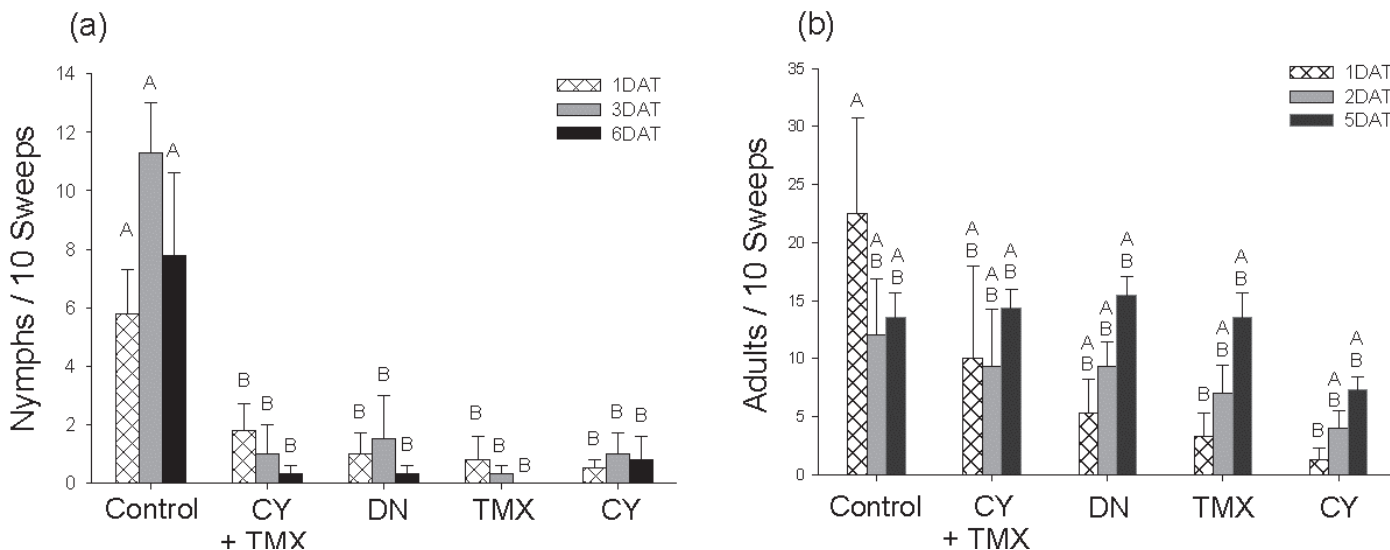 (a)
Nymphs / 10 Sweeps
14
12
10
8
6
4
2
0
1DAT
3DAT
6DAT
A
A
A
B
B
B
B
B
B
B
B
B
B
B
B
Control
CY
+ TMX
DN
TMX
CY
(b)
Adults / 10 Sweeps
35
30
25
20
15
10
5
0
1DAT
2DAT
5DAT
A
A
B
A
B
A
B
A
B
A
B
A
B
A
B
A
B
B
A
B
A
B
B
A
B
A
B
Control
CY
+ TMX
DN
TMX
CY